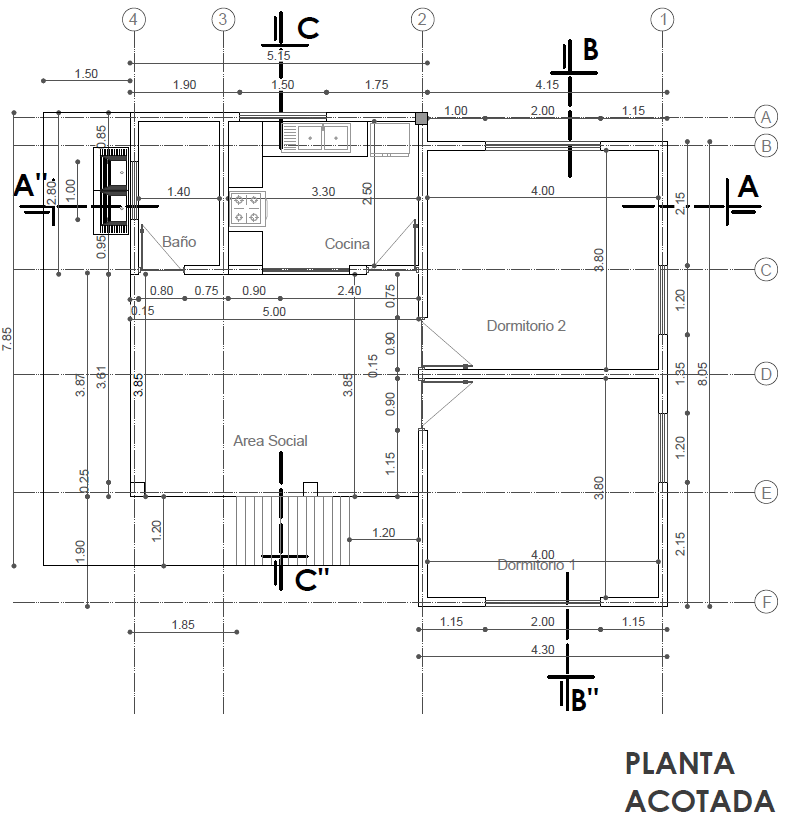 4 3 2 1
C B
5.15
1.50
1.90 1.50 1.75 4.15
1.00 2.00 1.15
A
B
0.85
A"
2.80
1.00
1.40 3.30
2.50
4.00
A
2.15
0.95
Baño
Cocina
3.80
C
0.80 0.75 0.90 2.40
0.75
1.20
0.15 5.00
Dormitorio 2
7.85
0.90
0.15
1.35
8.05
D
3.87
3.61
3.85
3.85
0.90
Area Social
1.20
1.15
0.25
3.80
E
1.20
1.20
1.90
4.00
Dormitorio 1
2.15
C"
F
1.85
1.15 2.00 1.15
4.30
B"
PLANTA
ACOTADA